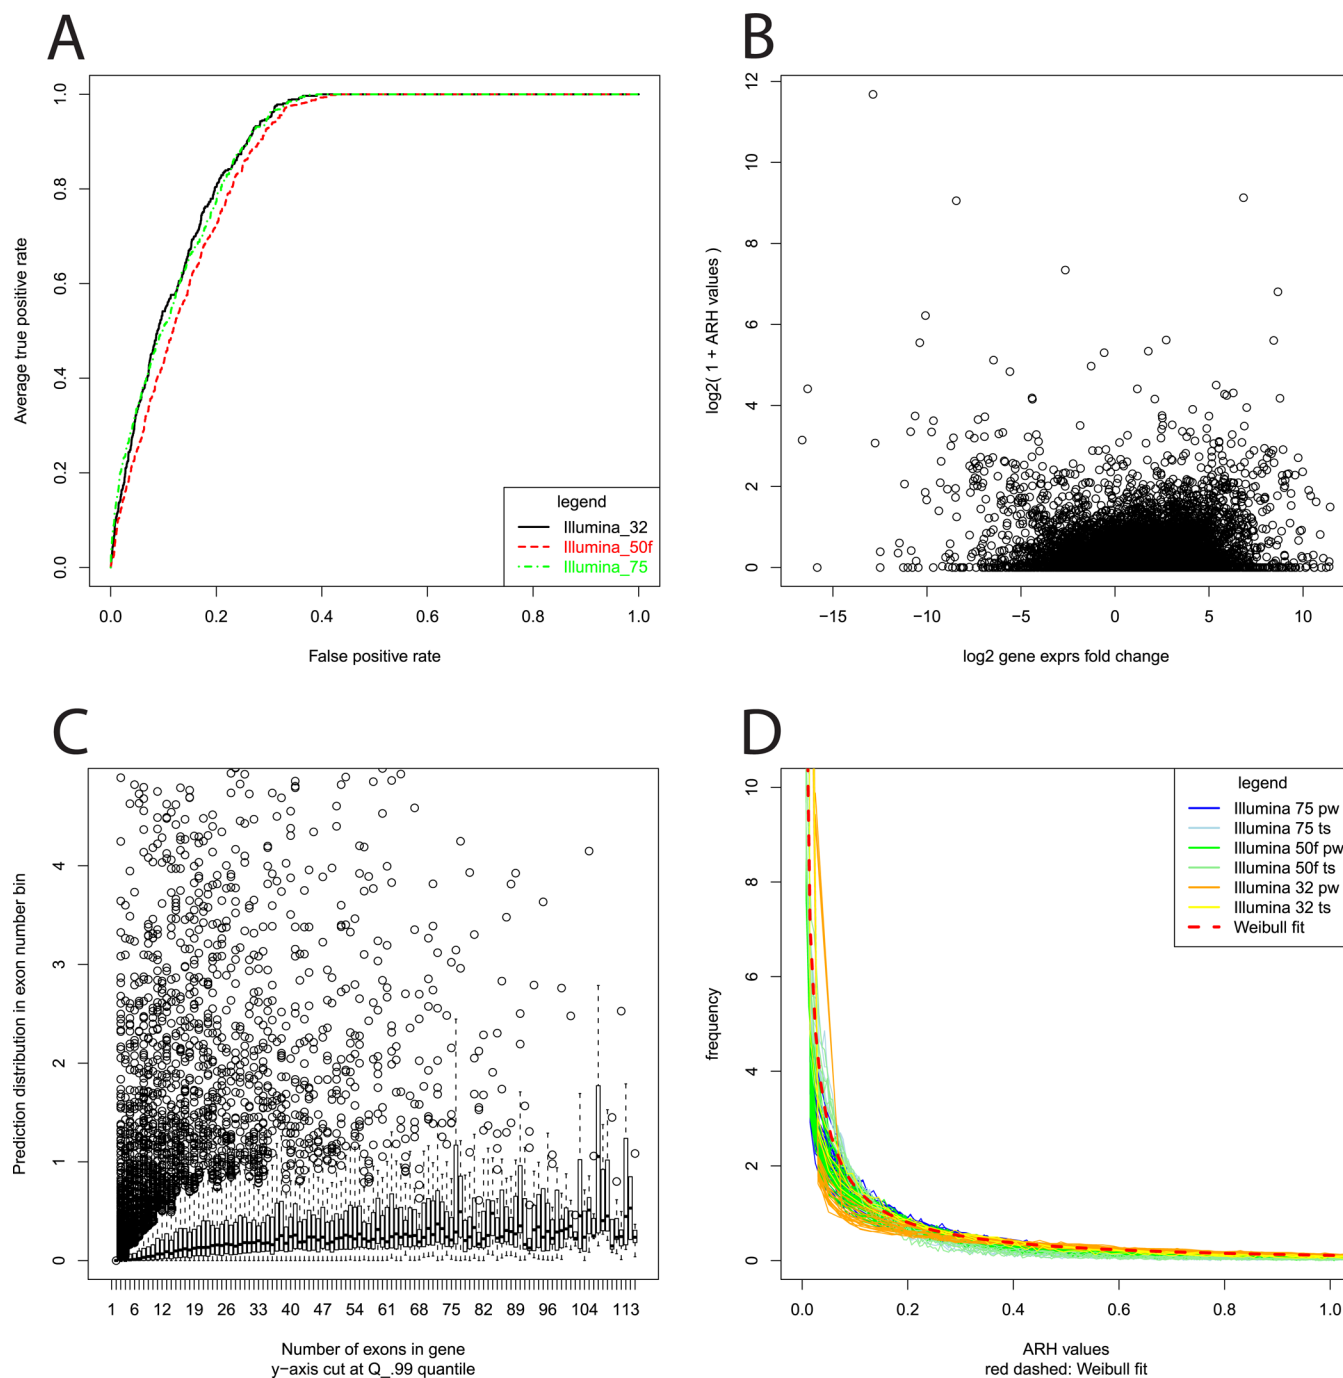 A
1.0
0.8
0.6
0.4
0.2
0.0
Average true positive rate
legend
Illumina_32
Illumina_50f
Illumina_75
0.0 0.2 0.4 0.6 0.8 1.0
False positive rate
B
12
10
8
6
4
2
0
log2( 1 + ARH values )
−15 −10 −5 0 5 10
log2 gene exprs fold change
C
4
3
2
1
0
Prediction distribution in exon number bin
1 6 12 19 26 33 40 47 54 61 68 75 82 89 96 104 113
Number of exons in gene
y−axis cut at Q_.99 quantile
D
10
8
6
4
2
0
frequency
legend
Illumina 75 pw
Illumina 75 ts
Illumina 50f pw
Illumina 50f ts
Illumina 32 pw
Illumina 32 ts
Weibull fit
0.0 0.2 0.4 0.6 0.8 1.0
ARH values
red dashed: Weibull fit